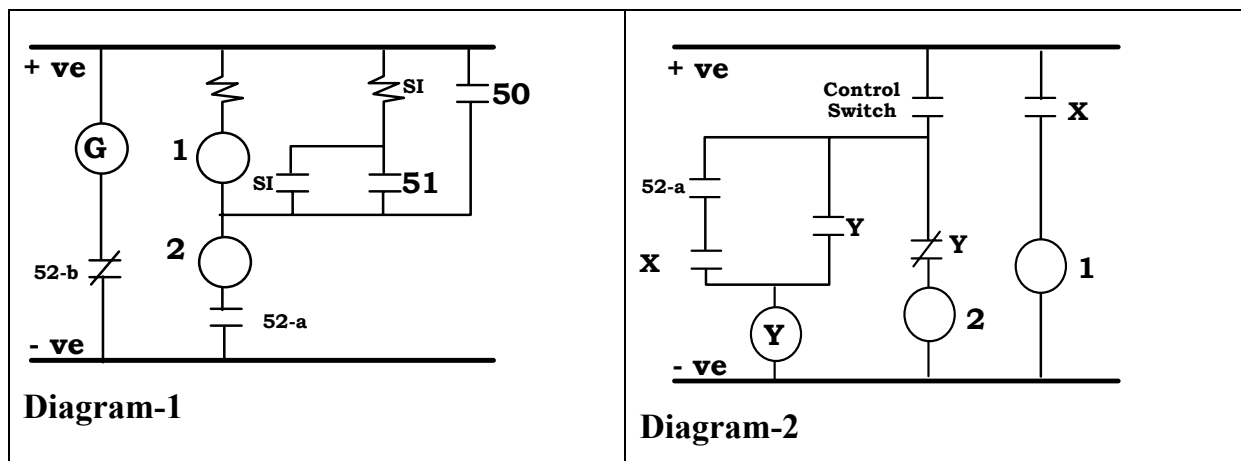 + ve
G
1
SI
50
SI
51
2
52-b
52-a
- ve
Diagram-1
+ ve
Control
Switch
X
52-a
Y
X
Y
1
2
Y
- ve
Diagram-2